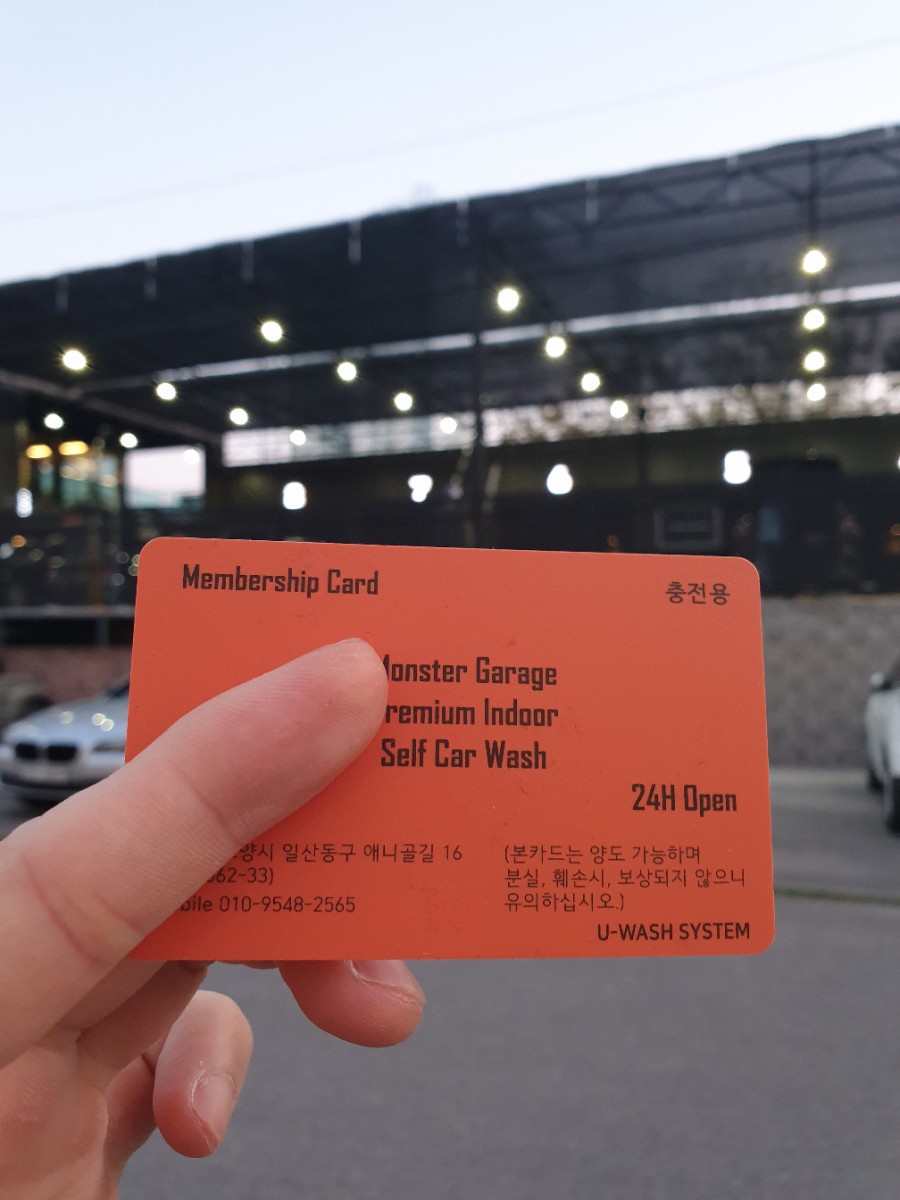 Membership Card
충전용
Monster Garage
Premium Indoor
Self Car Wash
24H Open
양시 일산동구 애니골길 16
62-33)
bile 010-9548-2565
(본카드는 양도 가능하며
분실, 훼손시, 보상되지 않으니
유의하십시오.)
U-WASH SYSTEM